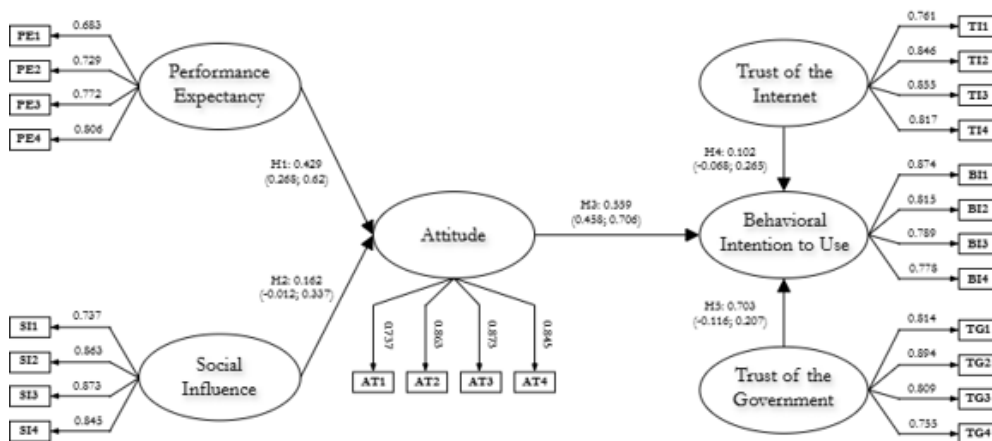 PE1
0.683
PE2
0.729
PE3
0.772
PE4
0.806
Performance
Expectancy
H1: 0.429
(0.268; 0.62)
SI1
0.737
SI2
0.863
SI3
0.873
SI4
0.845
Social
Influence
H2: 0.162
(-0.012; 0.337)
Attitude
0.737
0.863
0.873
0.845
AT1
AT2
AT3
AT4
H3: 0.559
(0.458; 0.706)
Trust of the
Internet
0.761
TI1
0.846
TI2
0.855
TI3
0.817
TI4
H4: 0.102
(-0.068; 0.265)
Behavioral
Intention to Use
0.874
BI1
0.815
BI2
0.789
BI3
0.778
BI4
H5: 0.703
(-0.116; 0.207)
Trust of the
Government
0.814
TG1
0.894
TG2
0.809
TG3
0.755
TG4